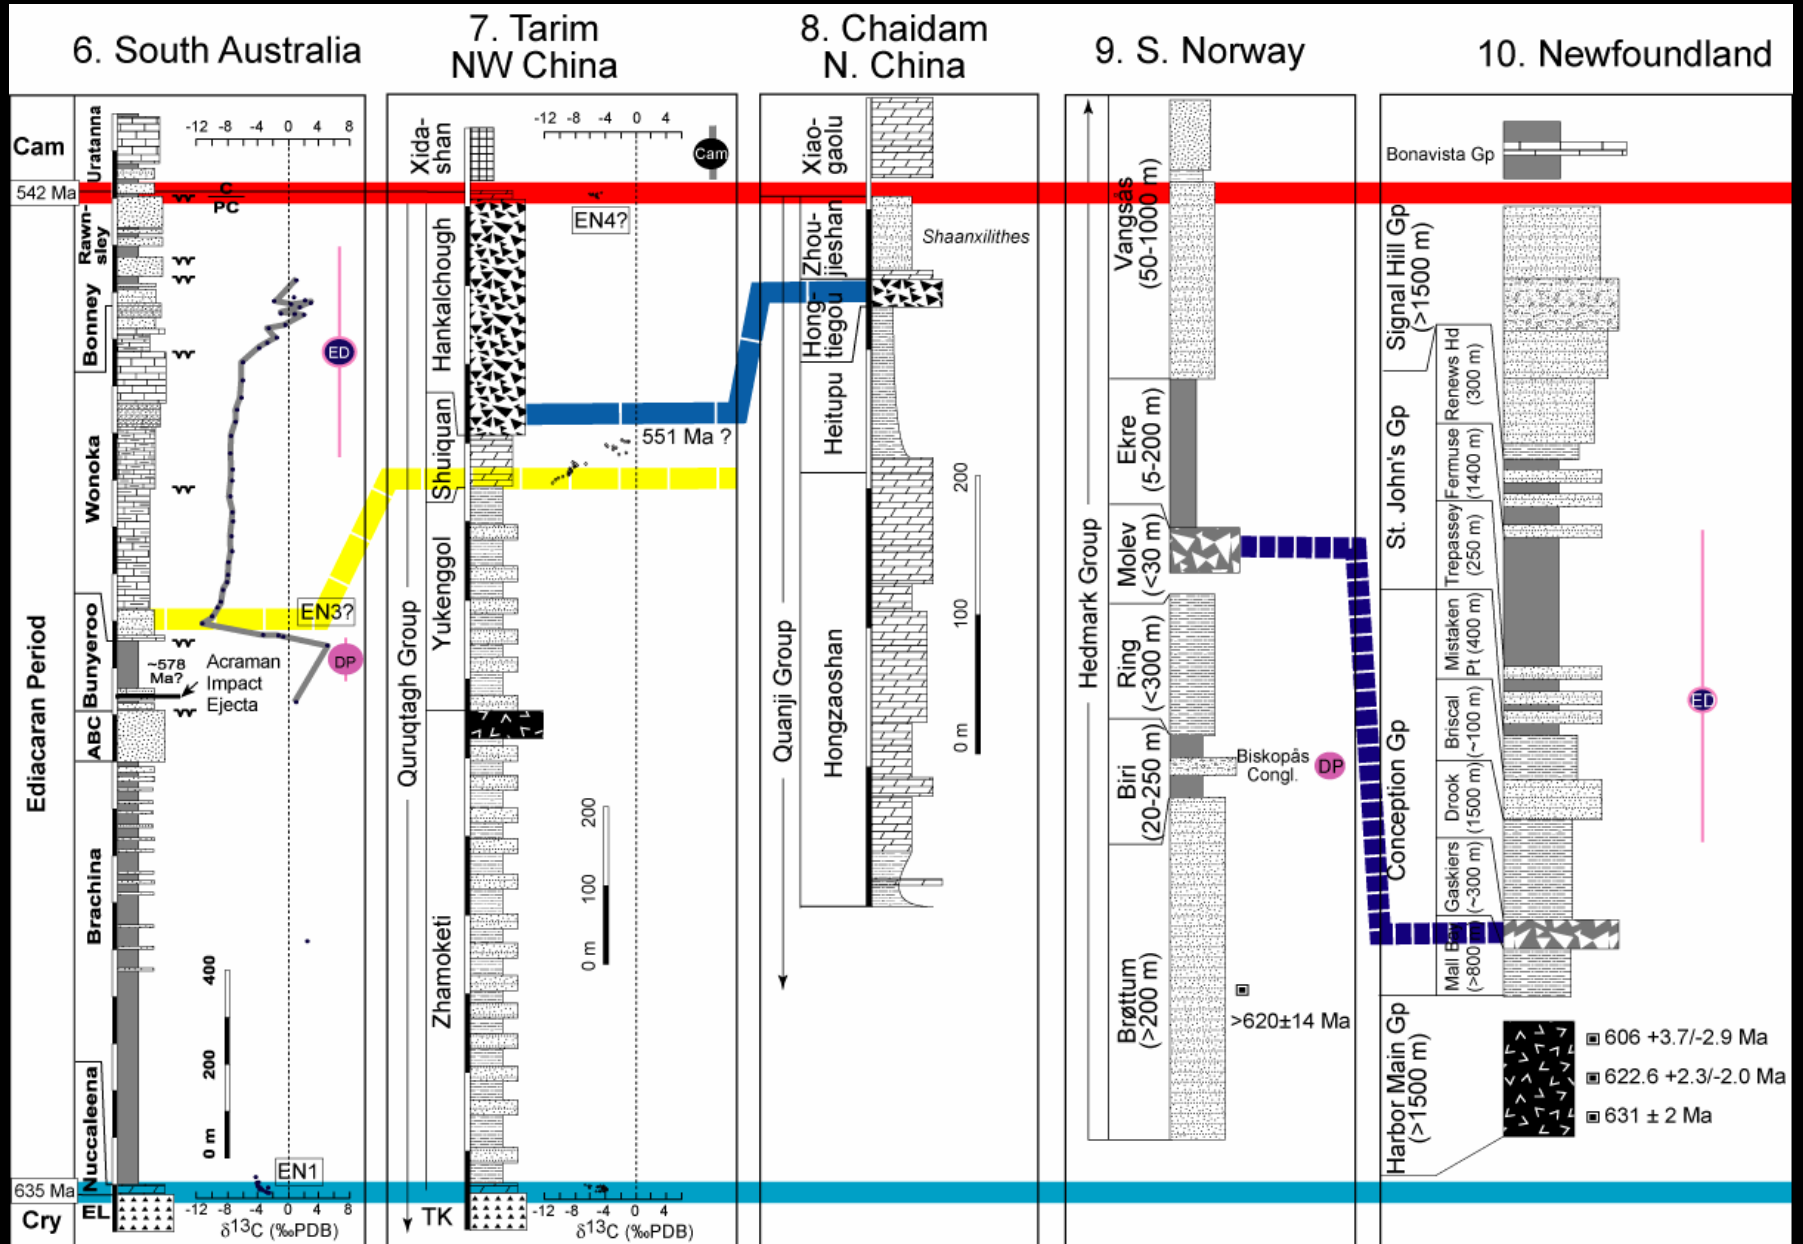 6. South Australia
7. Tarim
NW China
8. Chaidam
N. China
9. S. Norway
10. Newfoundland
Cam
542 Ma
Ediacaran Period
635 Ma
Cry
Uratanna
Rawn-
sley
Bonney
Wonoka
Bunyeroo
ABC
Brachina
Nuccaleena
EL
-12 -8 -4 0 4 8
C
PC
ED
EN3?
DP
~578
Ma?
Acraman
Impact
Ejecta
400
200
0 m
EN1
-12 -8 -4 0 4 8
δ13C (‰PDB)
Xida-
shan
Hankalchough
Shuiquan
Yukenggol
Zhamoketi
Quruqtagh Group
TK
-12 -8 -4 0 4
Cam
EN4?
551 Ma ?
200
100
0 m
-12 -8 -4 0 4
δ13C (‰PDB)
Xiao-
gaolu
Zhou-
jieshan
Hong-
tiegou
Heitupu
Hongzaoshan
Quanji Group
Shaanxilithes
200
100
0 m
Hedmark Group
Vangsås
(50-1000 m)
Ekre
(5-200 m)
Molev
(<30 m)
Ring
(<300 m)
Biri
(20-250 m)
Brøttum
(>200 m)
Biskopås
Congl.
DP
>620±14 Ma
Bonavista Gp
Signal Hill Gp
(>1500 m)
St. John's Gp
Conception Gp
Harbor Main Gp
(>1500 m)
Renews Hd
(300 m)
Fermuse
(1400 m)
Trepassey
(250 m)
Mistaken
Pt (400 m)
Briscal
(~100 m)
Drook
(1500 m)
Gaskiers
(~300 m)
Mall Bay
(>800 m)
ED
606 +3.7/-2.9 Ma
622.6 +2.3/-2.0 Ma
631 ± 2 Ma